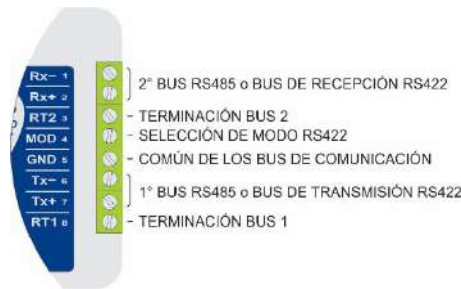 Rx- 1
Rx+ 2
2° BUS RS485 o BUS DE RECEPCIÓN RS422
RT2 3 - TERMINACIÓN BUS 2
MOD 4 - SELECCIÓN DE MODO RS422
GND 5 - COMÚN DE LOS BUS DE COMUNICACIÓN
Tx- 6
Tx+ 7
1° BUS RS485 o BUS DE TRANSMISIÓN RS422
RT1 8 - TERMINACIÓN BUS 1